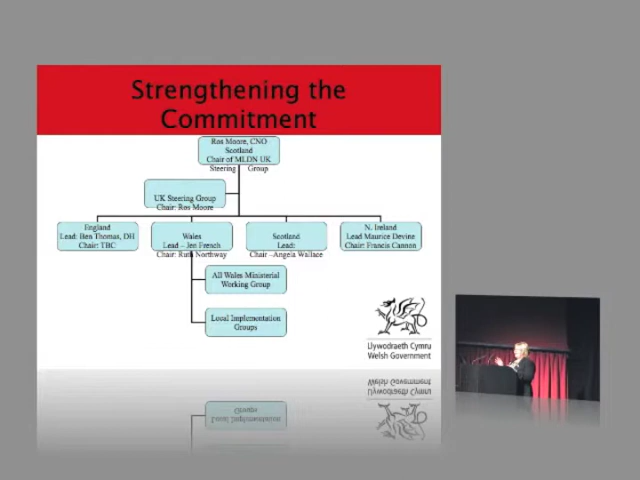 Strengthening the
Commitment
Ros Moore, CNO
Scotland
Chair of MLDN UK
Steering Group
UK Steering Group
Chair: Ros Moore
England
Lead: Ben Thomas, DH
Chair: TBC
Wales
Lead – Jen French
Chair: Ruth Northway
Scotland
Lead:
Chair –Angela Wallace
N. Ireland
Lead Maurice Devine
Chair: Francis Cannon
All Wales Ministerial
Working Group
Local Implementation
Groups
Llywodraeth Cymru
Welsh Government